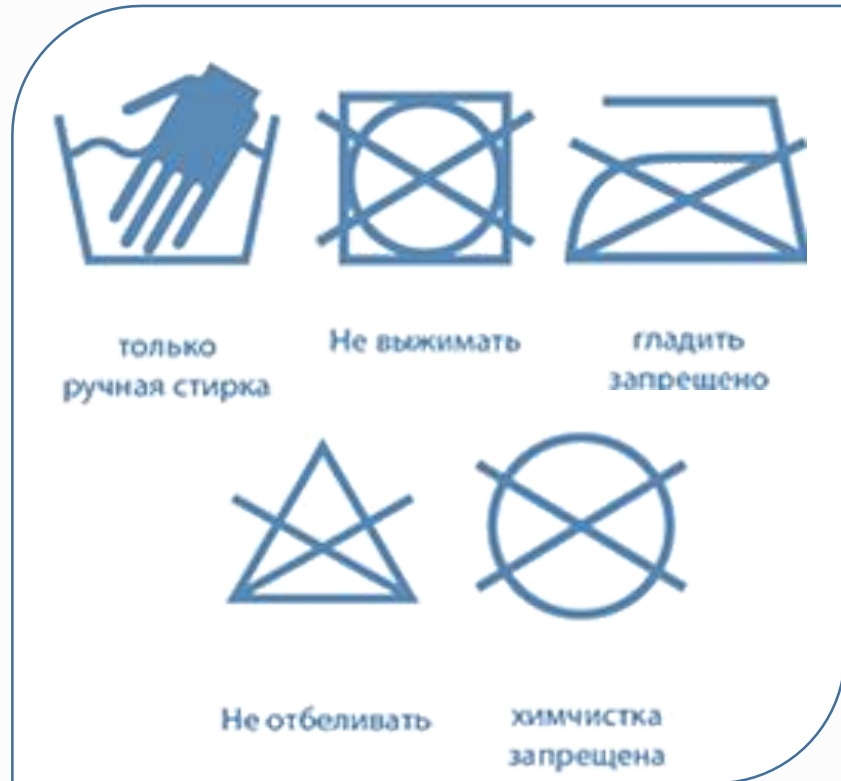 только
ручная стирка
Не выжимать
гладить
запрещено
Не отбеливать
химчистка
запрещена